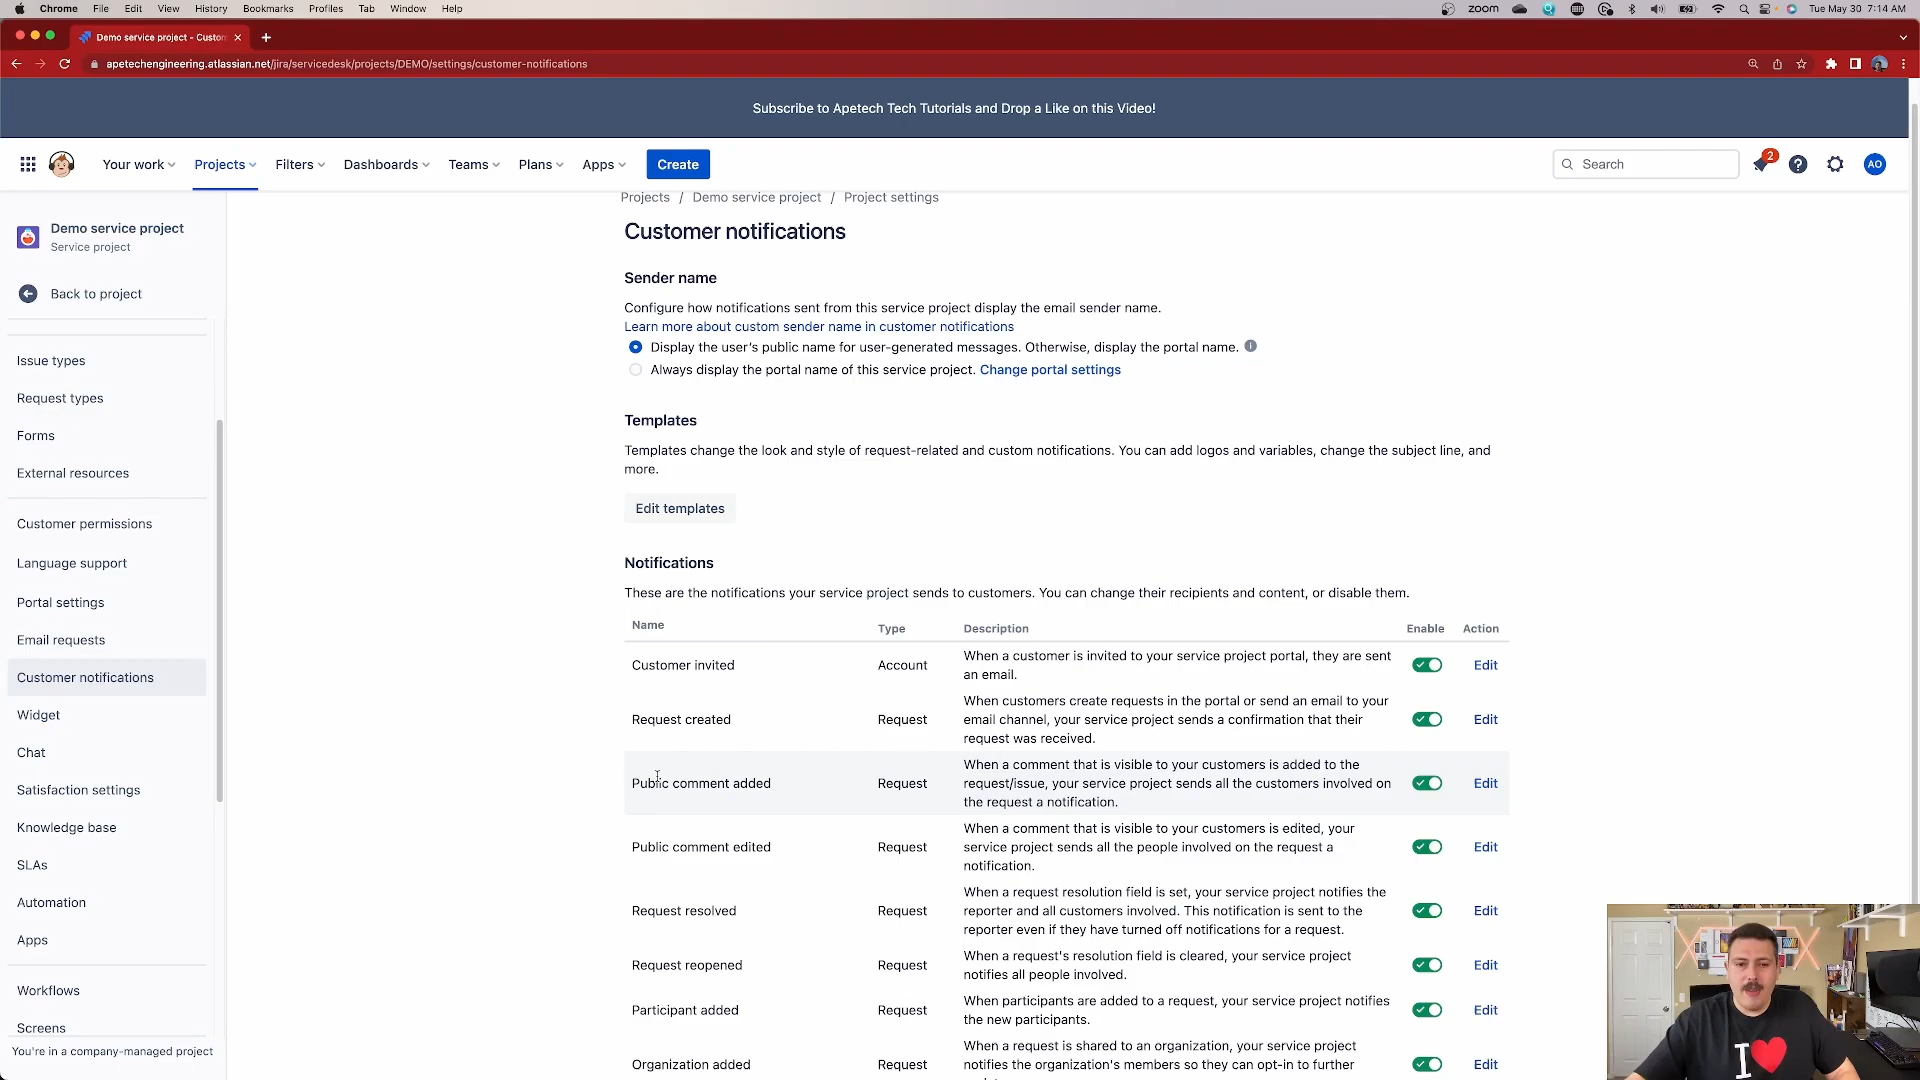 Chrome File Edit View History Bookmarks Profiles Tab Window Help
zoom Tue May 30 7:14 AM
Demo service project - Custom
apetechengineering.atlassian.net/jira/servicedesk/projects/DEMO/settings/customer-notifications
Subscribe to Apetech Tech Tutorials and Drop a Like on this Video!
Your work Projects Filters Dashboards Teams Plans Apps Create Search 2 AO
Demo service project
Service project
Back to project
Issue types
Request types
Forms
External resources
Customer permissions
Language support
Portal settings
Email requests
Customer notifications
Widget
Chat
Satisfaction settings
Knowledge base
SLAs
Automation
Apps
Workflows
Screens
You're in a company-managed project
Projects / Demo service project / Project settings
Customer notifications
Sender name
Configure how notifications sent from this service project display the email sender name.
Learn more about custom sender name in customer notifications
Display the user's public name for user-generated messages. Otherwise, display the portal name.
Always display the portal name of this service project. Change portal settings
Templates
Templates change the look and style of request-related and custom notifications. You can add logos and variables, change the subject line, and
more.
Edit templates
Notifications
These are the notifications your service project sends to customers. You can change their recipients and content, or disable them.
Name Type Description Enable Action
Customer invited Account When a customer is invited to your service project portal, they are sent
an email. Edit
Request created Request When customers create requests in the portal or send an email to your
email channel, your service project sends a confirmation that their
request was received. Edit
Public comment added Request When a comment that is visible to your customers is added to the
request/issue, your service project sends all the customers involved on
the request a notification. Edit
Public comment edited Request When a comment that is visible to your customers is edited, your
service project sends all the people involved on the request a
notification. Edit
Request resolved Request When a request resolution field is set, your service project notifies the
reporter and all customers involved. This notification is sent to the
reporter even if they have turned off notifications for a request. Edit
Request reopened Request When a request's resolution field is cleared, your service project
notifies all people involved. Edit
Participant added Request When participants are added to a request, your service project notifies
the new participants. Edit
Organization added Request When a request is shared to an organization, your service project
notifies the organization's members so they can opt-in to further Edit
I